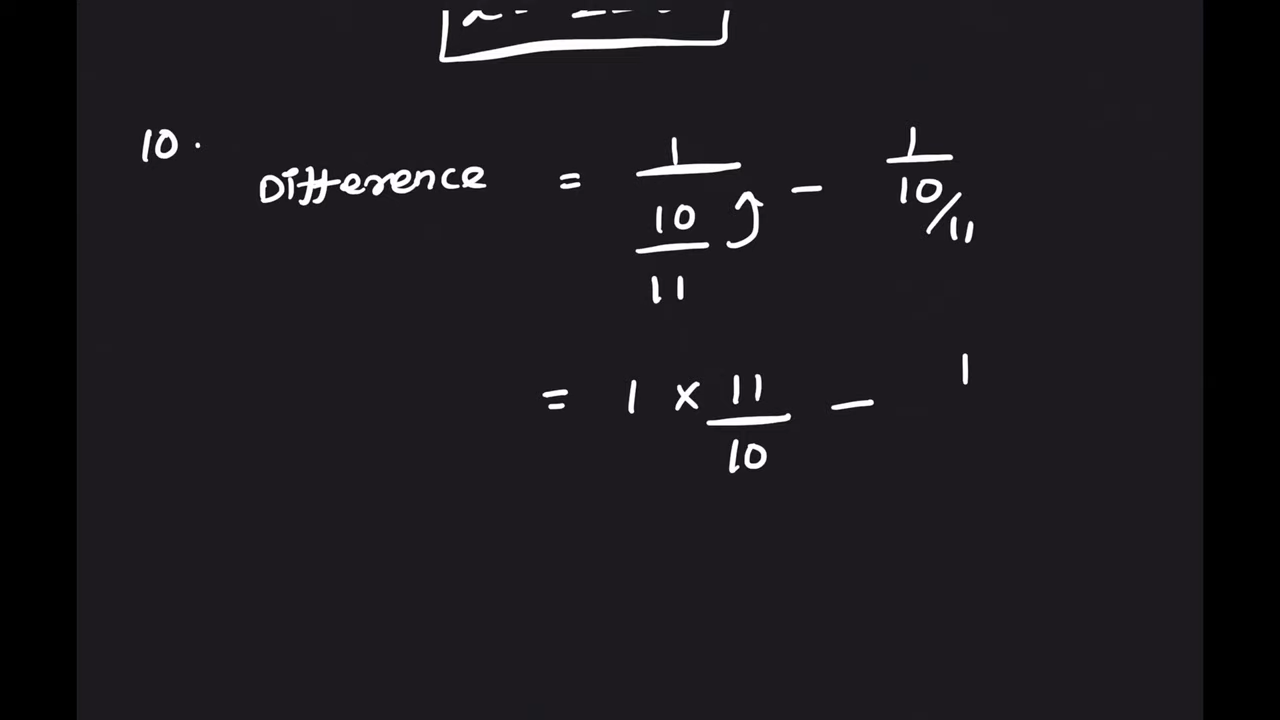 10.
Difference = 1/(10/11) - 1/(10/11)
= 1 × 11/10 - 1